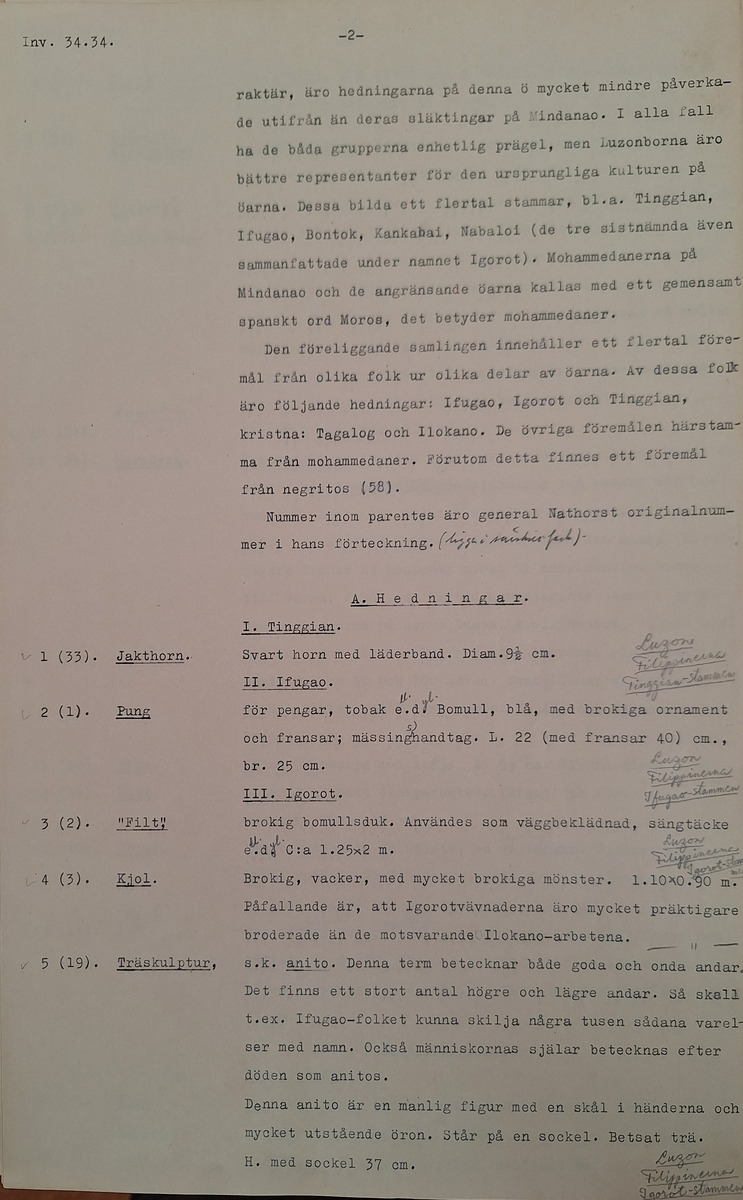 Inv. 34.34.
-2-
raktär, äro hedningarna på denna ö mycket mindre påverka-
de utifrån än deras släktingar på Mindanao. I alla fall
ha de båda grupperna enhetlig prägel, men Luzonborna äro
bättre representanter för den ursprungliga kulturen på
öarna. Dessa bilda ett flertal stammar, bl.a. Tinggian,
Ifugao, Bontok, Kankabai, Nabaloi (de tre sistnämnda även
sammanfattade under namnet Igorot). Mohammedanerna på
Mindanao och de angränsande öarna kallas med ett gemensamt
spanskt ord Moros, det betyder mohammedaner.
Den föreliggande samlingen innehåller ett flertal före-
mål från olika folk ur olika delar av öarna. Av dessa folk
äro följande hedningar: Ifugao, Igorot och Tinggian,
kristna: Tagalog och Ilokano. De övriga föremålen härstam-
ma från mohammedaner. Förutom detta finnes ett föremål
från negritos (58).
Nummer inom parentes äro general Nathorst originalnum-
mer i hans förteckning. (ligga i
A. Hedningar.
I. Tinggian.
1 (33). Jakthorn. Svart horn med läderband. Diam.9½ cm.
Luzon
Filippinerna
Tinggian-stammen
II. Ifugao.
2 (1). Pung för pengar, tobak e.d. Bomull, blå, med brokiga ornament
och fransar; mässing(s)handtag. L. 22 (med fransar 40) cm.,
br. 25 cm.
Luzon
Filippinerna
Ifugao-stammen
III. Igorot.
3 (2). "Filt", brokig bomullsduk. Användes som väggbeklädnad, sängtäcke
e.d. C:a 1.25x2 m.
Luzon
Filippinerna
Igorot-stammen
4 (3). Kjol. Brokig, vacker, med mycket brokiga mönster. 1.10x0.90 m.
Påfallande är, att Igorotvävnaderna äro mycket präktigare
broderade än de motsvarande Ilokano-arbetena. — " —
5 (19). Träskulptur, s.k. anito. Denna term betecknar både goda och onda andar.
Det finns ett stort antal högre och lägre andar. Så skall
t.ex. Ifugao-folket kunna skilja några tusen sådana varel-
ser med namn. Också människornas själar betecknas efter
döden som anitos.
Denna anito är en manlig figur med en skål i händerna och
mycket utstående öron. Står på en sockel. Betsat trä.
H. med sockel 37 cm.
Luzon
Filippinerna
Igorot-stammen